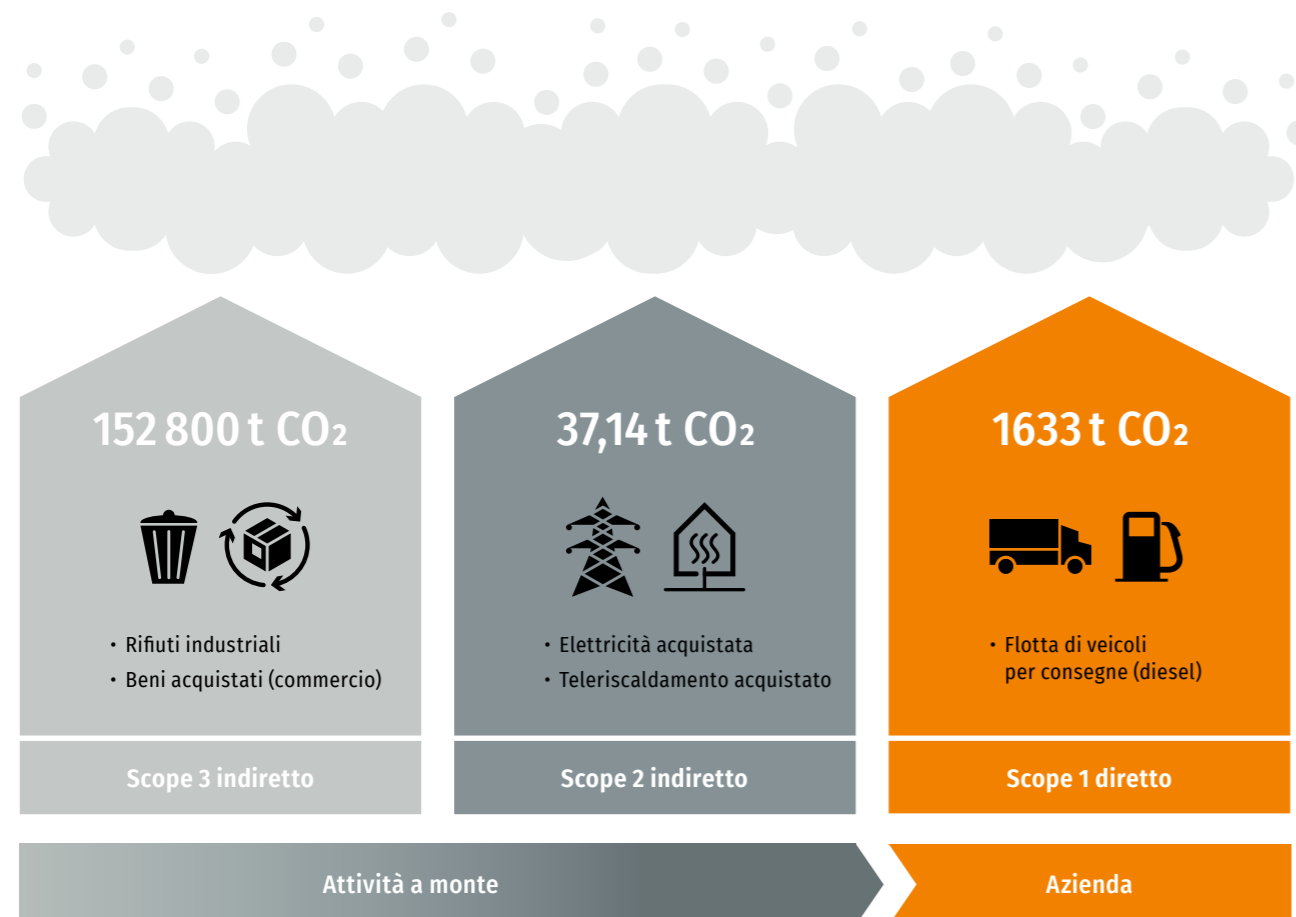 152 800 t CO₂
• Rifiuti industriali
• Beni acquistati (commercio)
Scope 3 indiretto
37,14 t CO₂
• Elettricità acquistata
• Teleriscaldamento acquistato
Scope 2 indiretto
1633 t CO₂
• Flotta di veicoli
per consegne (diesel)
Scope 1 diretto
Attività a monte
Azienda